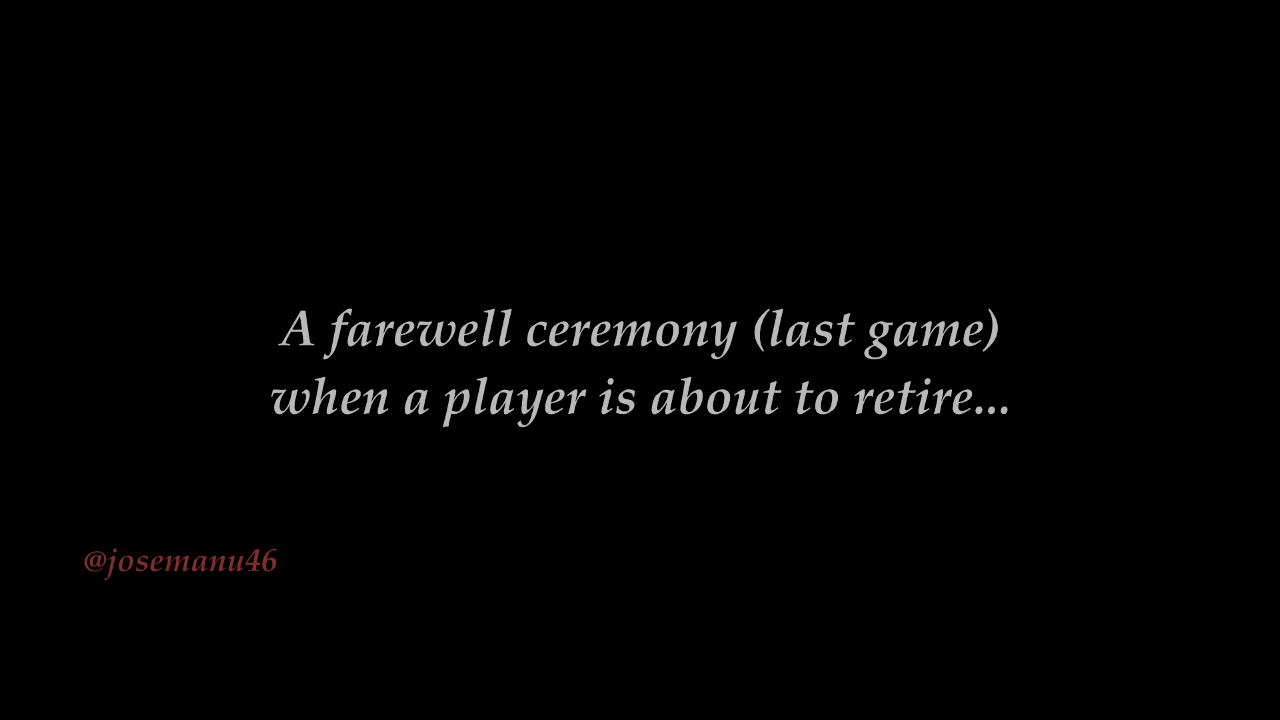 A farewell ceremony (last game)
when a player is about to retire...
@josemanu46